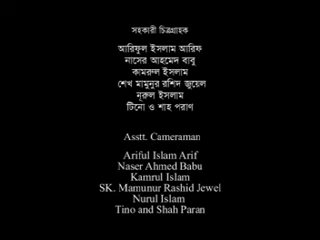 সহকারী চিত্রগ্রাহক
আরিফুল ইসলাম আরিফ
নাসের আহমেদ বাবু
কামরুল ইসলাম
শেখ মামুনুর রশিদ জুয়েল
নূরুল ইসলাম
টিনো ও শাহ পরাণ
Asstt. Cameraman
Ariful Islam Arif
Naser Ahmed Babu
Kamrul Islam
SK. Mamunur Rashid Jewel
Nurul Islam
Tino and Shah Paran